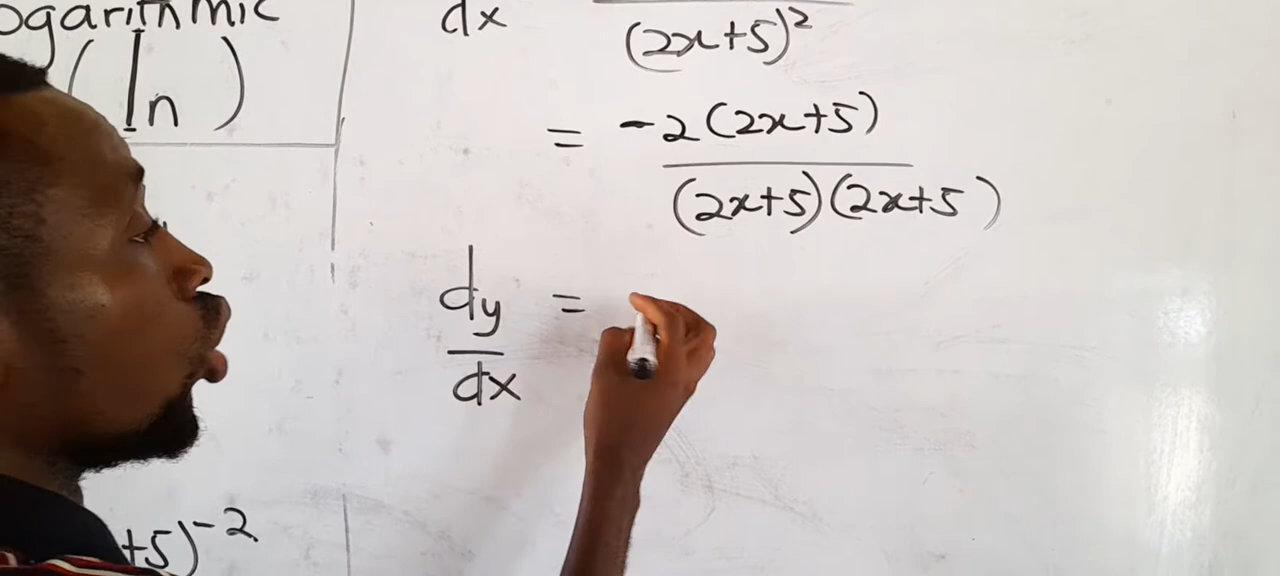 ogarithmic
( ln )
+5)^-2
dx (2x+5)²
= -2(2x+5)
(2x+5)(2x+5)
dy =
dx